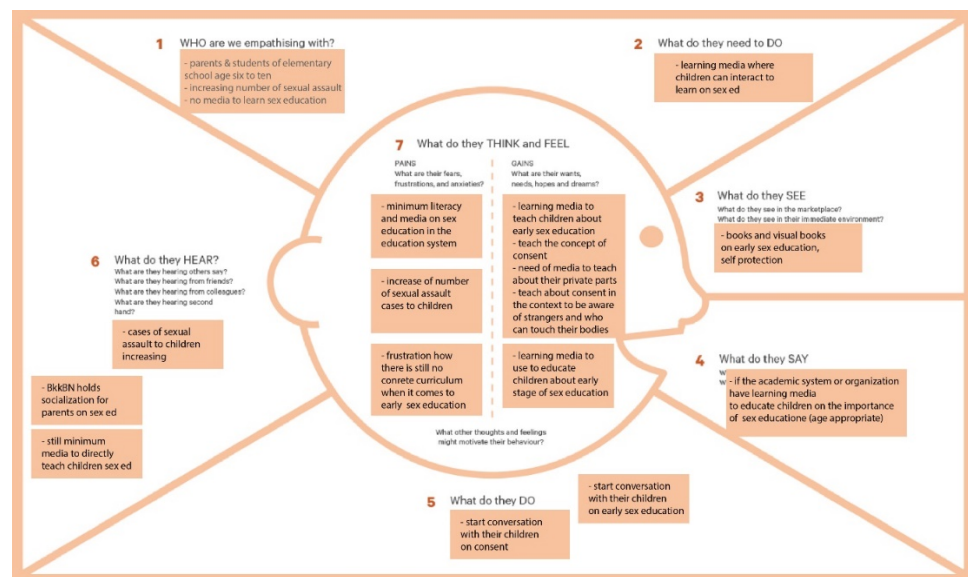 1 WHO are we empathising with?
- parents & students of elementary
school age six to ten
- increasing number of sexual assault
- no media to learn sex education
2 What do they need to DO
- learning media where
children can interact to
learn on sex ed
7 What do they THINK and FEEL
PAINS
What are their fears,
frustrations, and anxieties?
- minimum literacy
and media on sex
education in the
education system
- increase of number
of sexual assault
cases to children
- frustration how
there is still no
conrete curriculum
when it comes to
early sex education
GAINS
What are their wants,
needs, hopes and dreams?
- learning media to
teach children about
early sex education
- teach the concept of
consent
- need of media to teach
about their private parts
- teach about consent in
the context to be aware
of strangers and who
can touch their bodies
- learning media to
use to educate
children about early
stage of sex education
What other thoughts and feelings
might motivate their behaviour?
3 What do they SEE
What do they see in the marketplace?
What do they see in their immediate environment?
- books and visual books
on early sex education,
self protection
6 What do they HEAR?
What are they hearing others say?
What are they hearing from friends?
What are they hearing from colleagues?
What are they hearing second
hand?
- cases of sexual
assault to children
increasing
- BkkBN holds
socialization for
parents on sex ed
- still minimum
media to directly
teach children sex ed
4 What do they SAY
- if the academic system or organization
have learning media
to educate children on the importance
of sex educatione (age appropriate)
5 What do they DO
- start conversation
with their children
on consent
- start conversation
with their children
on early sex education